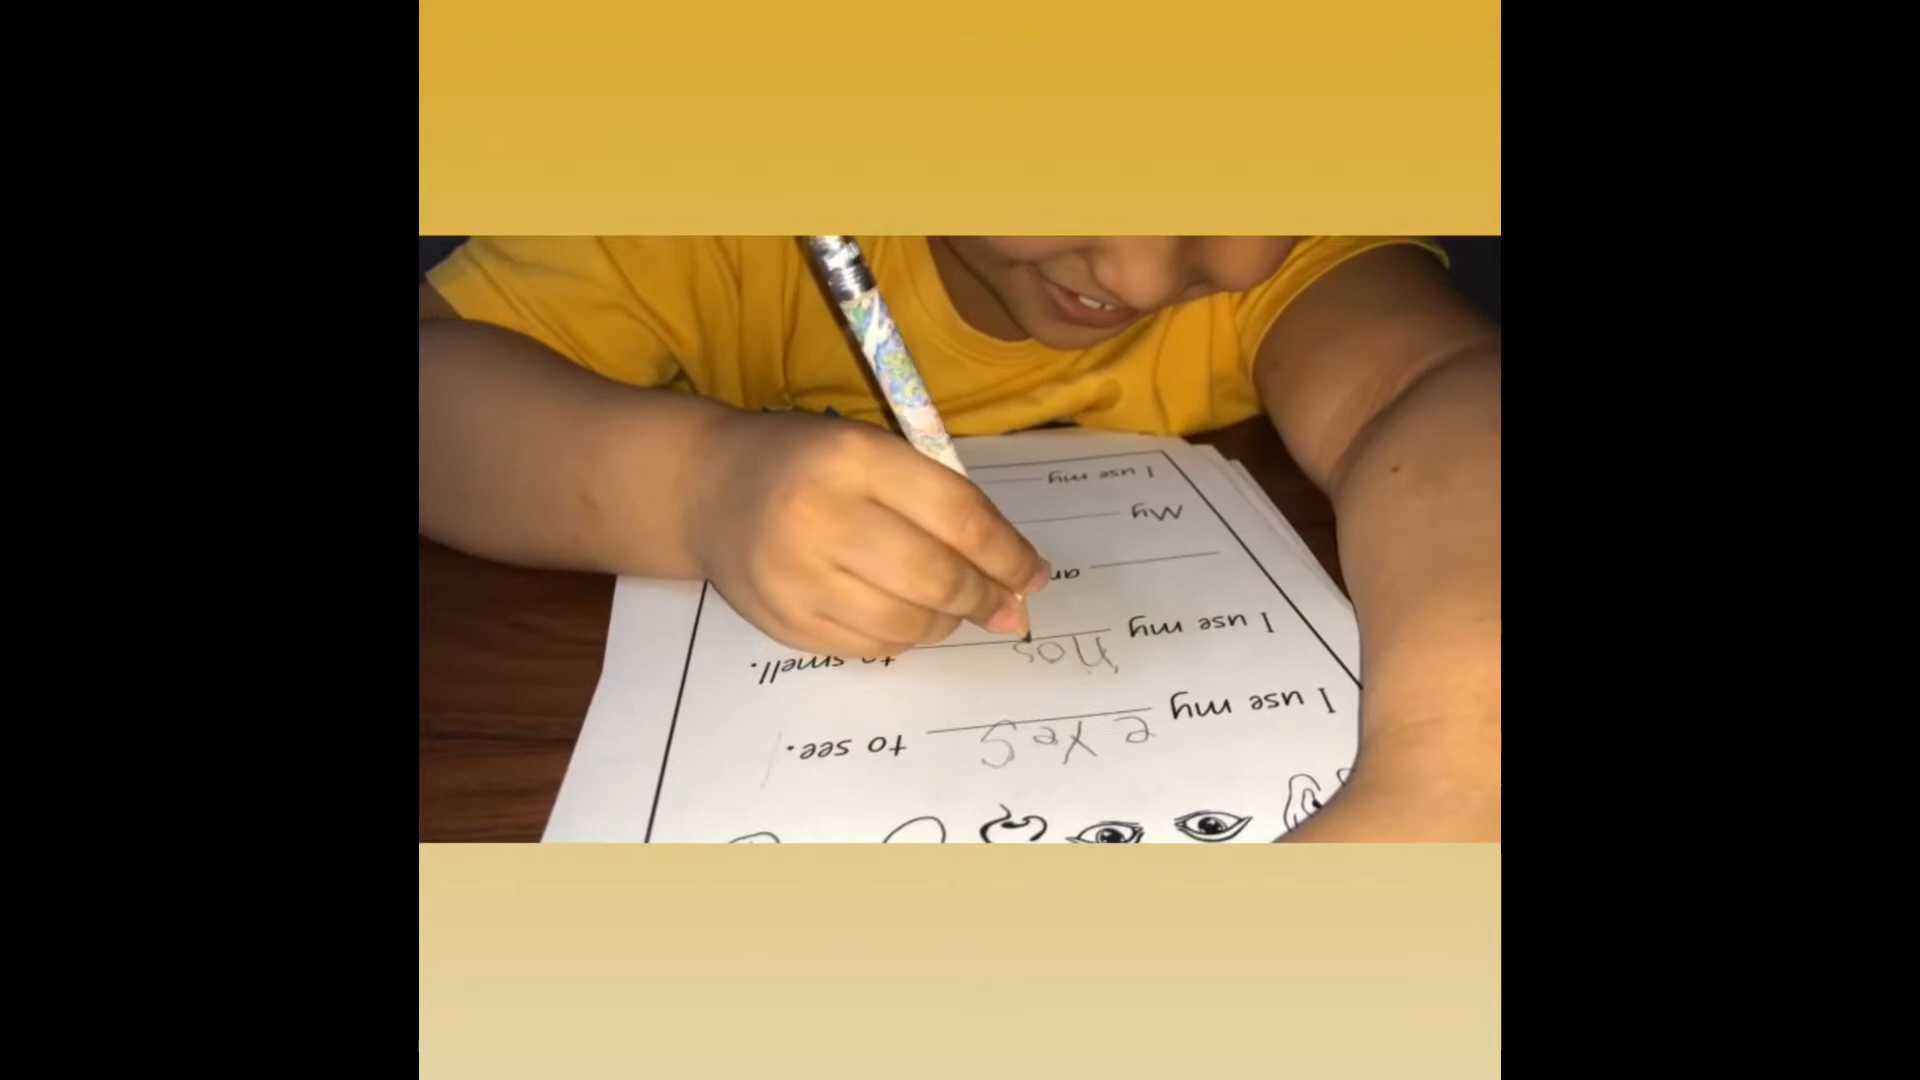 I use my eyes to see.
I use my nos to smell.
My
I use my